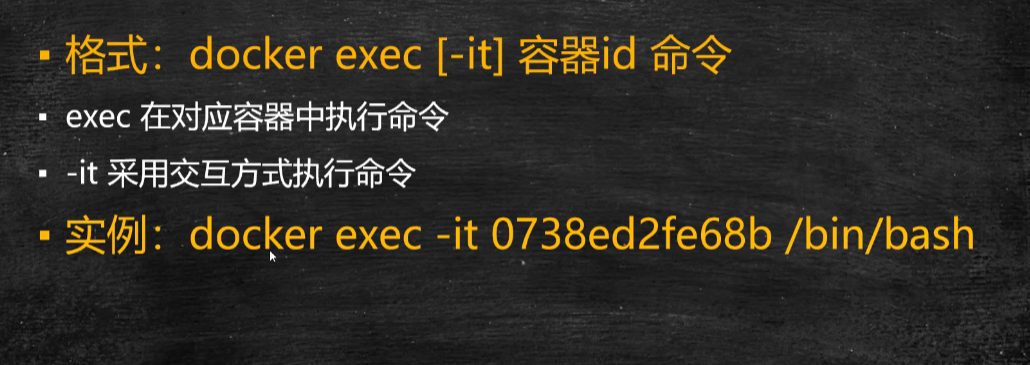 ▪ 格式：docker exec [-it] 容器id 命令
▪ exec 在对应容器中执行命令
▪ -it 采用交互方式执行命令
▪ 实例：docker exec -it 0738ed2fe68b /bin/bash